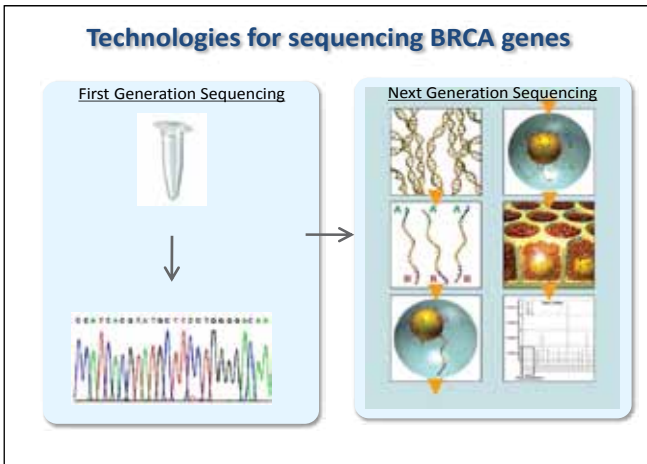 Technologies for sequencing BRCA genes
First Generation Sequencing
Next Generation Sequencing
A A A
B B B